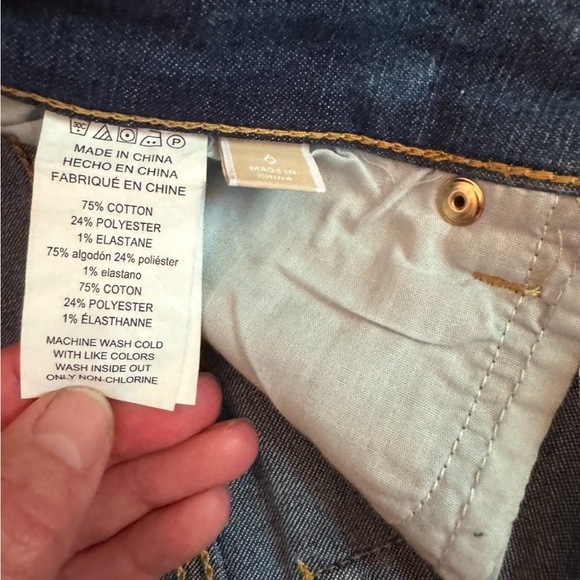 30C
P
MADE IN CHINA
HECHO EN CHINA
FABRIQUÉ EN CHINE
75% COTTON
24% POLYESTER
1% ELASTANE
75% algodón 24% poliéster
1% elastano
75% COTON
24% POLYESTER
1% ÉLASTHANNE
MACHINE WASH COLD
WITH LIKE COLORS
WASH INSIDE OUT
ONLY NON-CHLORINE
6
MADE IN
CHINA